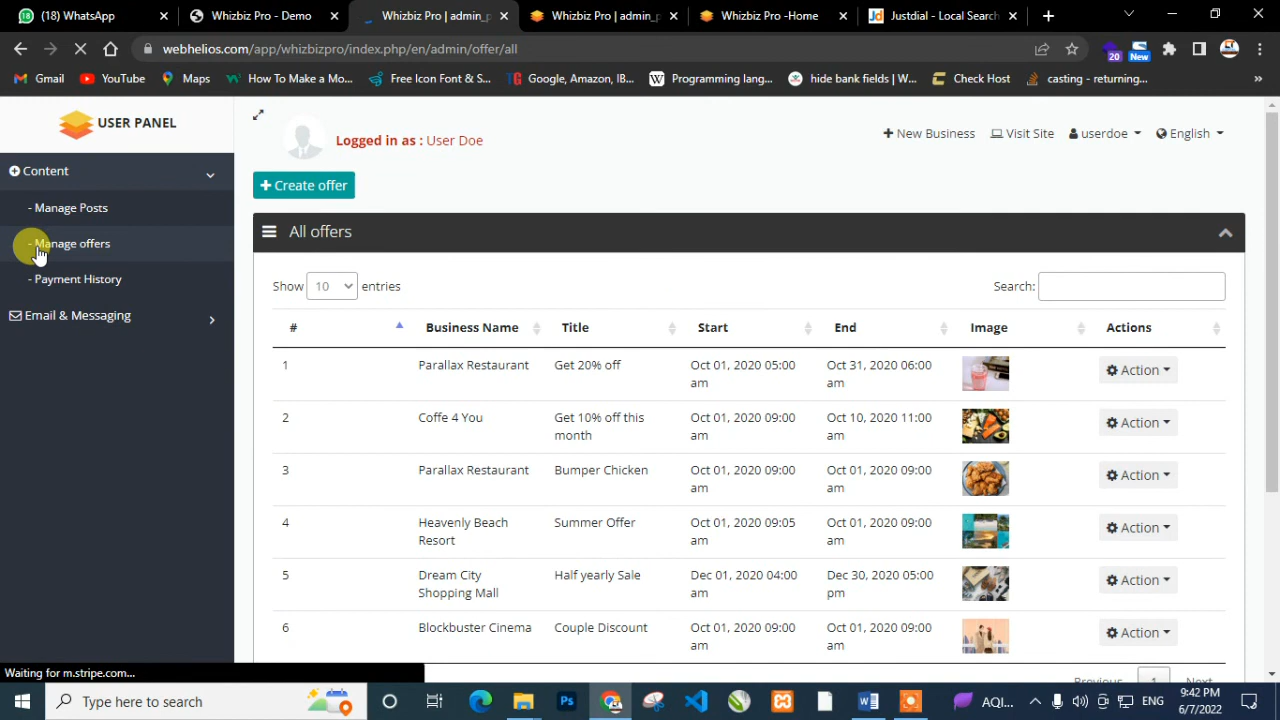 (18) WhatsApp
Whizbiz Pro - Demo
Whizbiz Pro | admin_p
Whizbiz Pro | admin_p
Whizbiz Pro -Home
Justdial - Local Search
webhelios.com/app/whizbizpro/index.php/en/admin/offer/all
20
New
Gmail
YouTube
Maps
How To Make a Mo...
Free Icon Font & S...
Google, Amazon, IB...
Programming lang...
hide bank fields | W...
Check Host
casting - returning...
USER PANEL
Logged in as : User Doe
New Business
Visit Site
userdoe
English
Content
- Manage Posts
- Manage offers
- Payment History
Email & Messaging
Create offer
All offers
Show 10 entries
Search:
# Business Name Title Start End Image Actions
1 Parallax Restaurant Get 20% off Oct 01, 2020 05:00 Oct 31, 2020 06:00 Action
am am
2 Coffe 4 You Get 10% off this Oct 01, 2020 09:00 Oct 10, 2020 11:00 Action
month am am
3 Parallax Restaurant Bumper Chicken Oct 01, 2020 09:00 Oct 01, 2020 09:00 Action
am am
4 Heavenly Beach Summer Offer Oct 01, 2020 09:05 Oct 01, 2020 09:00 Action
Resort am am
5 Dream City Half yearly Sale Dec 01, 2020 04:00 Dec 30, 2020 05:00 Action
Shopping Mall am pm
6 Blockbuster Cinema Couple Discount Oct 01, 2020 09:00 Oct 01, 2020 09:00 Action
am am
Previous 1 Next
Waiting for m.stripe.com...
Type here to search
AQI...
ENG
9:42 PM
6/7/2022